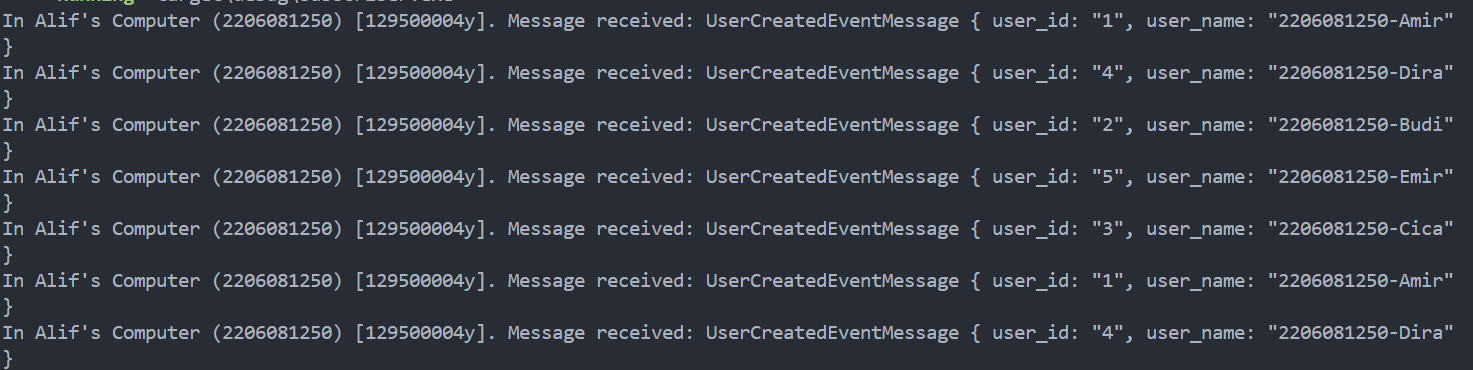 In Alif's Computer (2206081250) [129500004y]. Message received: UserCreatedEventMessage { user_id: "1", user_name: "2206081250-Amir"
}
In Alif's Computer (2206081250) [129500004y]. Message received: UserCreatedEventMessage { user_id: "4", user_name: "2206081250-Dira"
}
In Alif's Computer (2206081250) [129500004y]. Message received: UserCreatedEventMessage { user_id: "2", user_name: "2206081250-Budi"
}
In Alif's Computer (2206081250) [129500004y]. Message received: UserCreatedEventMessage { user_id: "5", user_name: "2206081250-Emir"
}
In Alif's Computer (2206081250) [129500004y]. Message received: UserCreatedEventMessage { user_id: "3", user_name: "2206081250-Cica"
}
In Alif's Computer (2206081250) [129500004y]. Message received: UserCreatedEventMessage { user_id: "1", user_name: "2206081250-Amir"
}
In Alif's Computer (2206081250) [129500004y]. Message received: UserCreatedEventMessage { user_id: "4", user_name: "2206081250-Dira"
}